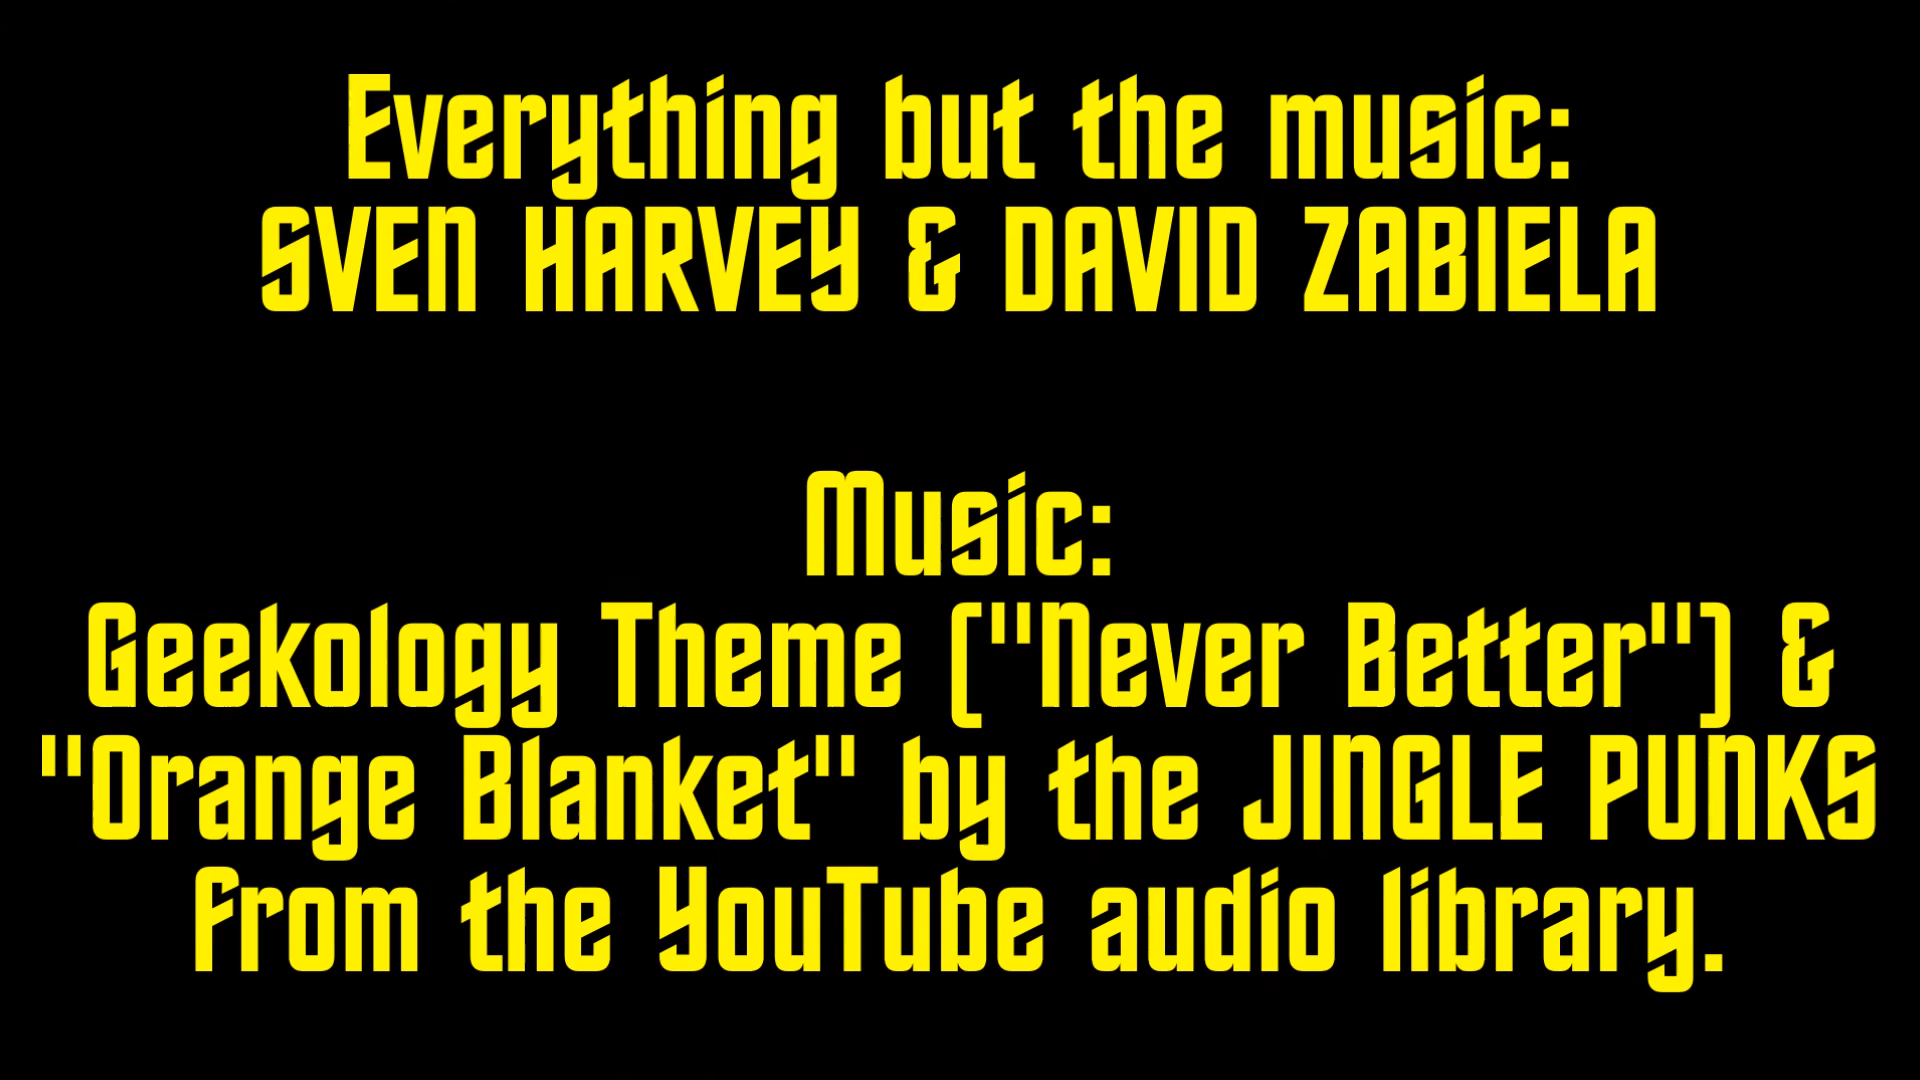 Everything but the music:
SVEN HARVEY & DAVID ZABIELA
Music:
Geekology Theme ("Never Better") &
"Orange Blanket" by the JINGLE PUNKS
from the YouTube audio library.